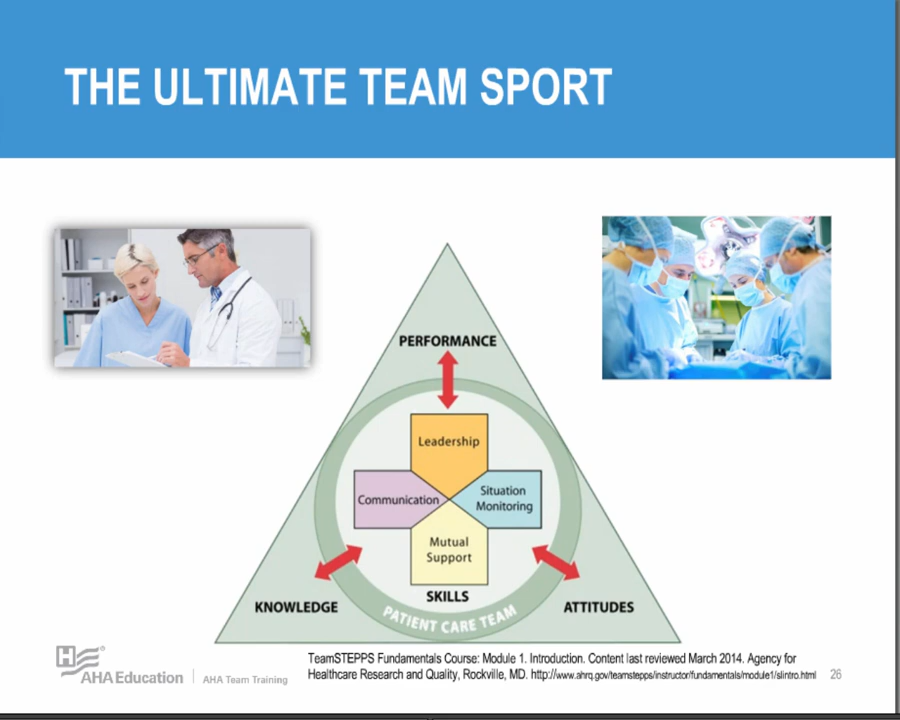 THE ULTIMATE TEAM SPORT
PERFORMANCE
Leadership
Communication
Situation
Monitoring
Mutual
Support
SKILLS
KNOWLEDGE
ATTITUDES
PATIENT CARE TEAM
H
AHA Education
AHA Team Training
TeamSTEPPS Fundamentals Course: Module 1. Introduction. Content last reviewed March 2014. Agency for
Healthcare Research and Quality, Rockville, MD. http://www.ahrq.gov/teamstepps/instructor/fundamentals/module1/slintro.html
26